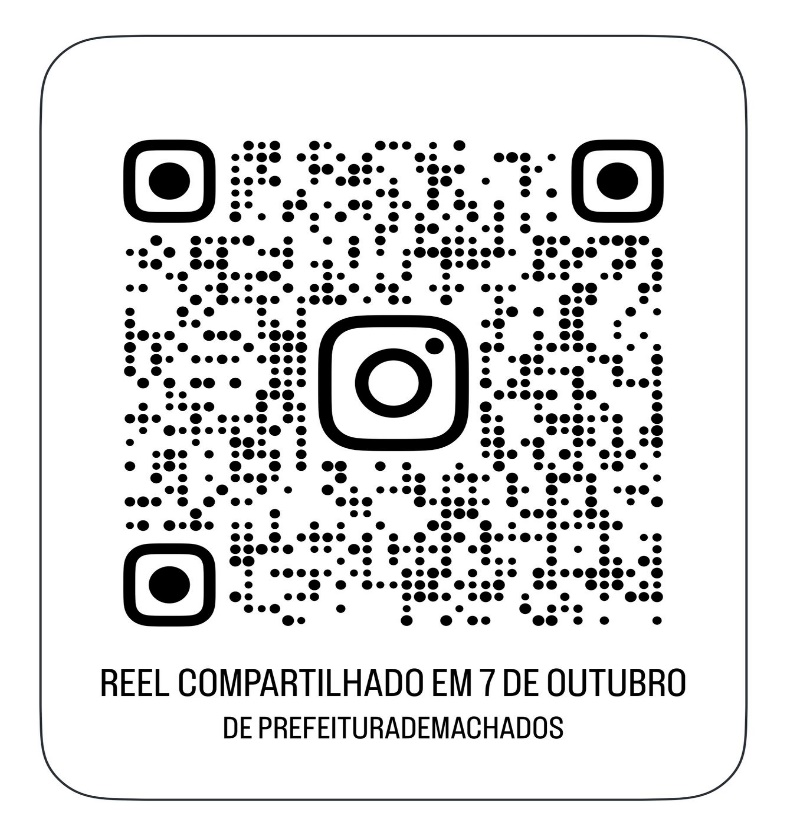 REEL COMPARTILHADO EM 7 DE OUTUBRO
DE PREFEITURADEMACHADOS